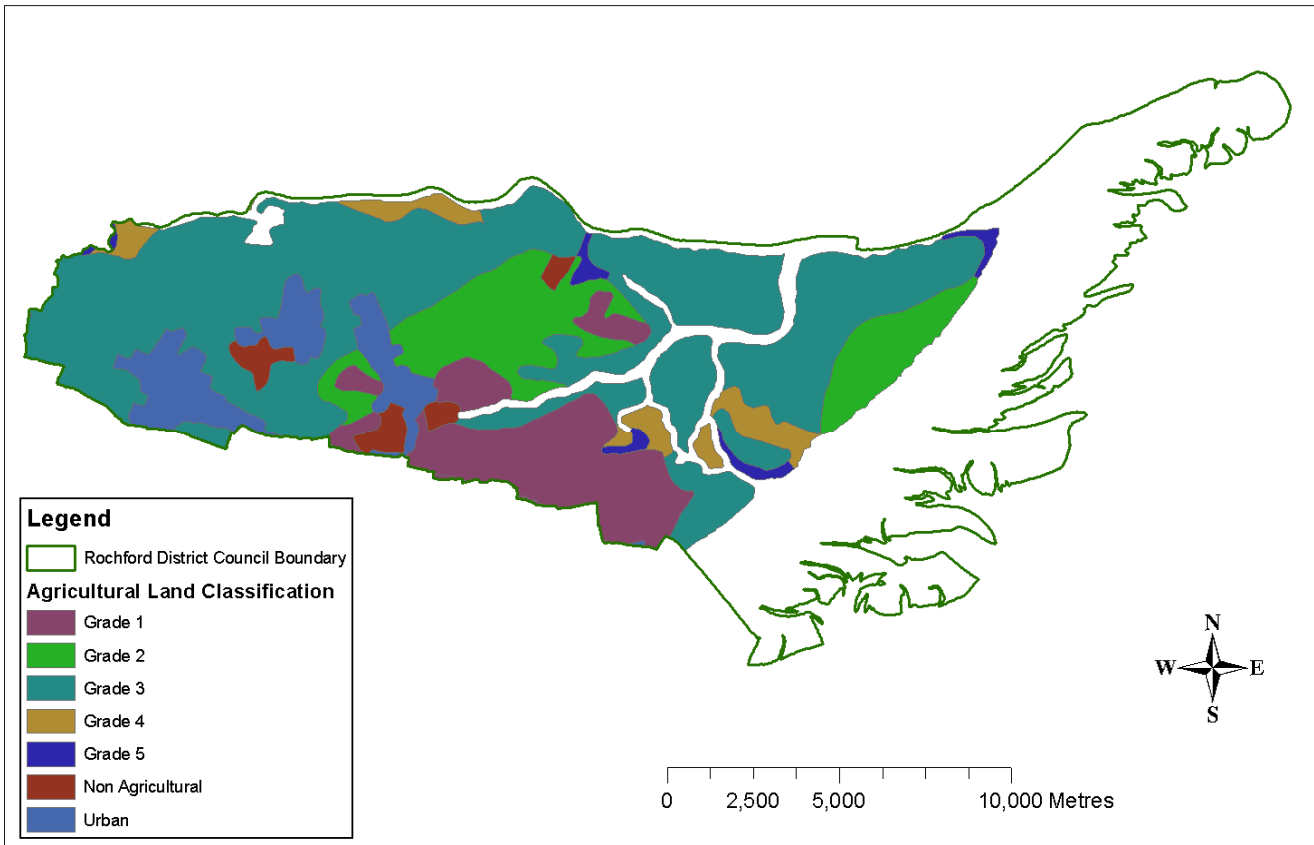 Legend
Rochford District Council Boundary
Agricultural Land Classification
Grade 1
Grade 2
Grade 3
Grade 4
Grade 5
Non Agricultural
Urban
N
W E
S
0 2,500 5,000 10,000 Metres